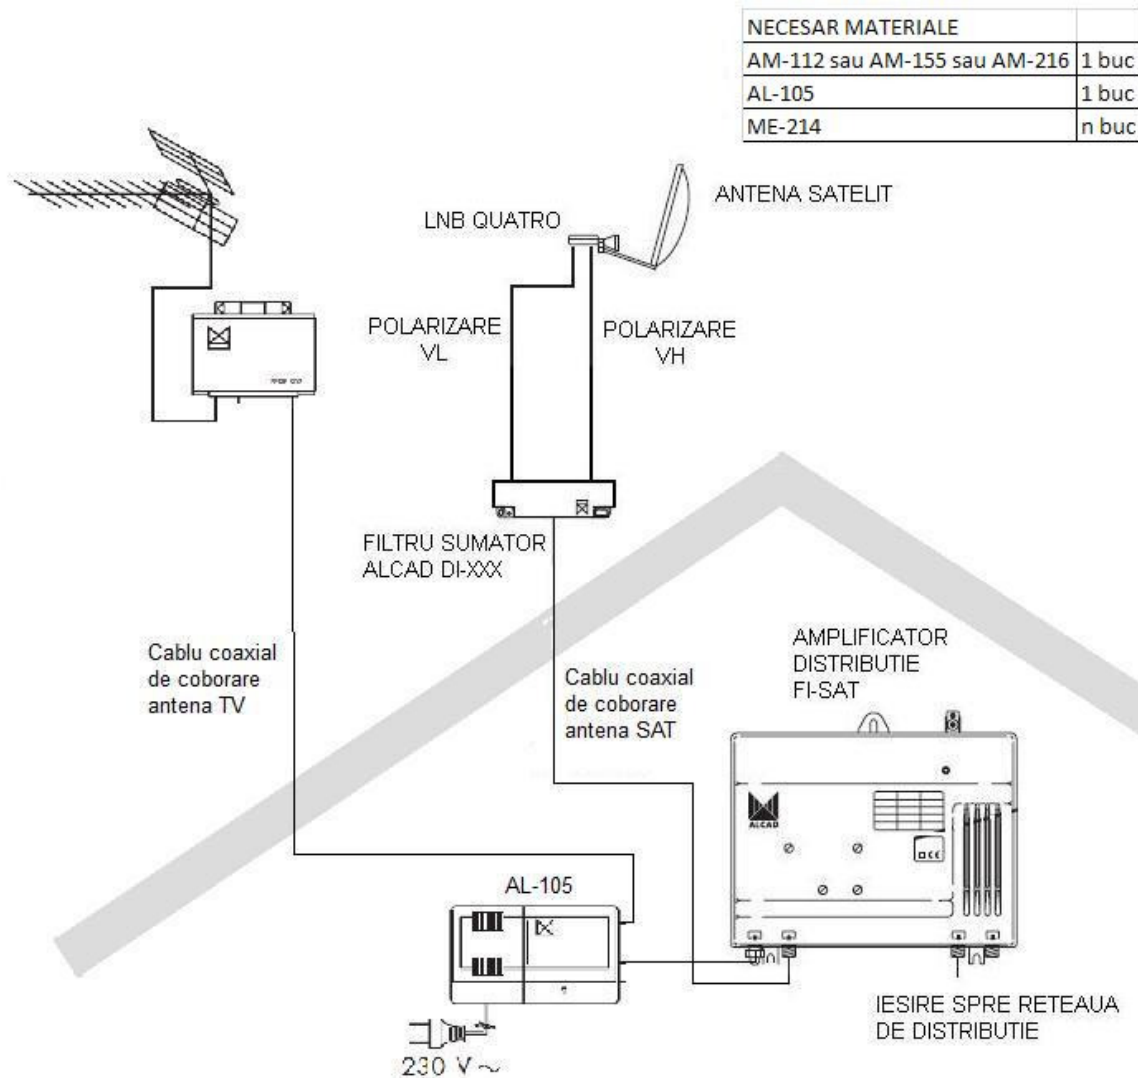 NECESAR MATERIALE
AM-112 sau AM-155 sau AM-216 1 buc
AL-105 1 buc
ME-214 n buc
ANTENA SATELIT
LNB QUATRO
POLARIZARE
VL
POLARIZARE
VH
FILTRU SUMATOR
ALCAD DI-XXX
Cablu coaxial
de coborare
antena TV
Cablu coaxial
de coborare
antena SAT
AMPLIFICATOR
DISTRIBUTIE
FI-SAT
ALCAD
AL-105
IESIRE SPRE RETEAUA
DE DISTRIBUTIE
230 V ~